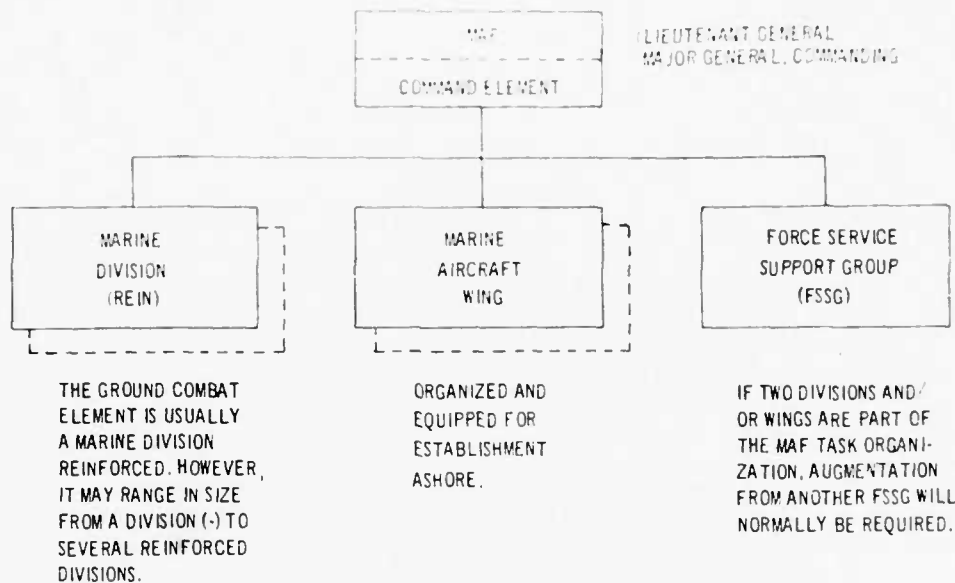 MAF
LIEUTENANT GENERAL
MAJOR GENERAL, COMMANDING
COMMAND ELEMENT
MARINE
DIVISION
(REIN)
MARINE
AIRCRAFT
WING
FORCE SERVICE
SUPPORT GROUP
(FSSG)
THE GROUND COMBAT
ELEMENT IS USUALLY
A MARINE DIVISION
REINFORCED. HOWEVER,
IT MAY RANGE IN SIZE
FROM A DIVISION (-) TO
SEVERAL REINFORCED
DIVISIONS.
ORGANIZED AND
EQUIPPED FOR
ESTABLISHMENT
ASHORE.
IF TWO DIVISIONS AND/
OR WINGS ARE PART OF
THE MAF TASK ORGANI-
ZATION, AUGMENTATION
FROM ANOTHER FSSG WILL
NORMALLY BE REQUIRED.